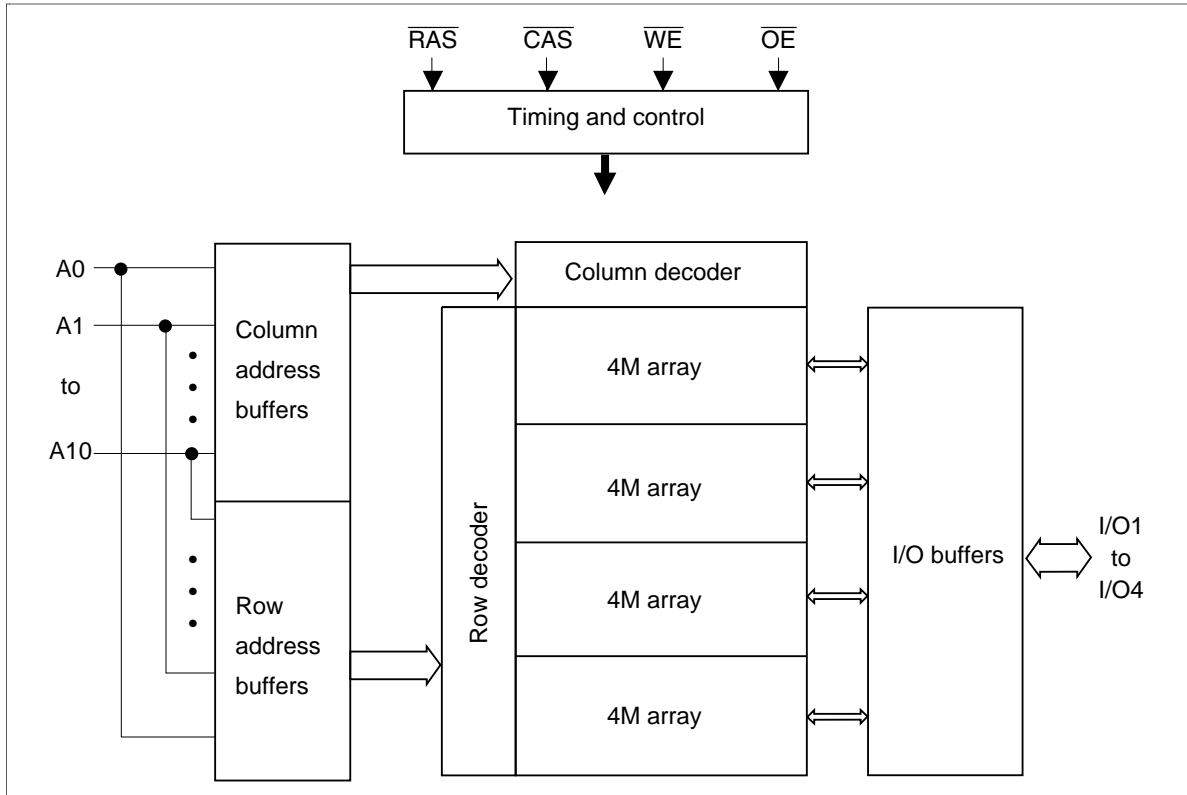 RAS CAS WE OE
Timing and control
A0
A1
to
A10
Column
address
buffers
Row
address
buffers
Column decoder
Row decoder
4M array
4M array
4M array
4M array
I/O buffers
I/O1
to
I/O4